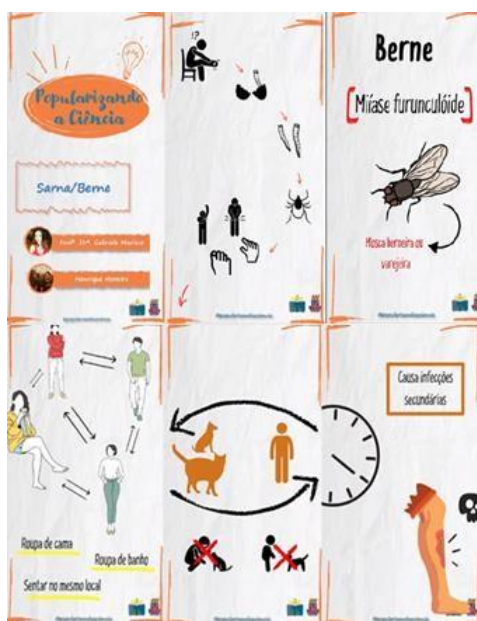 Popularizando
a Ciência
Sarna/Berne
!?
Berne
[Miíase furunculóide]
Mosca berneira ou
varejeira
Roupa de cama
Roupa de banho
Sentar no mesmo local
Causa infecções
secundárias